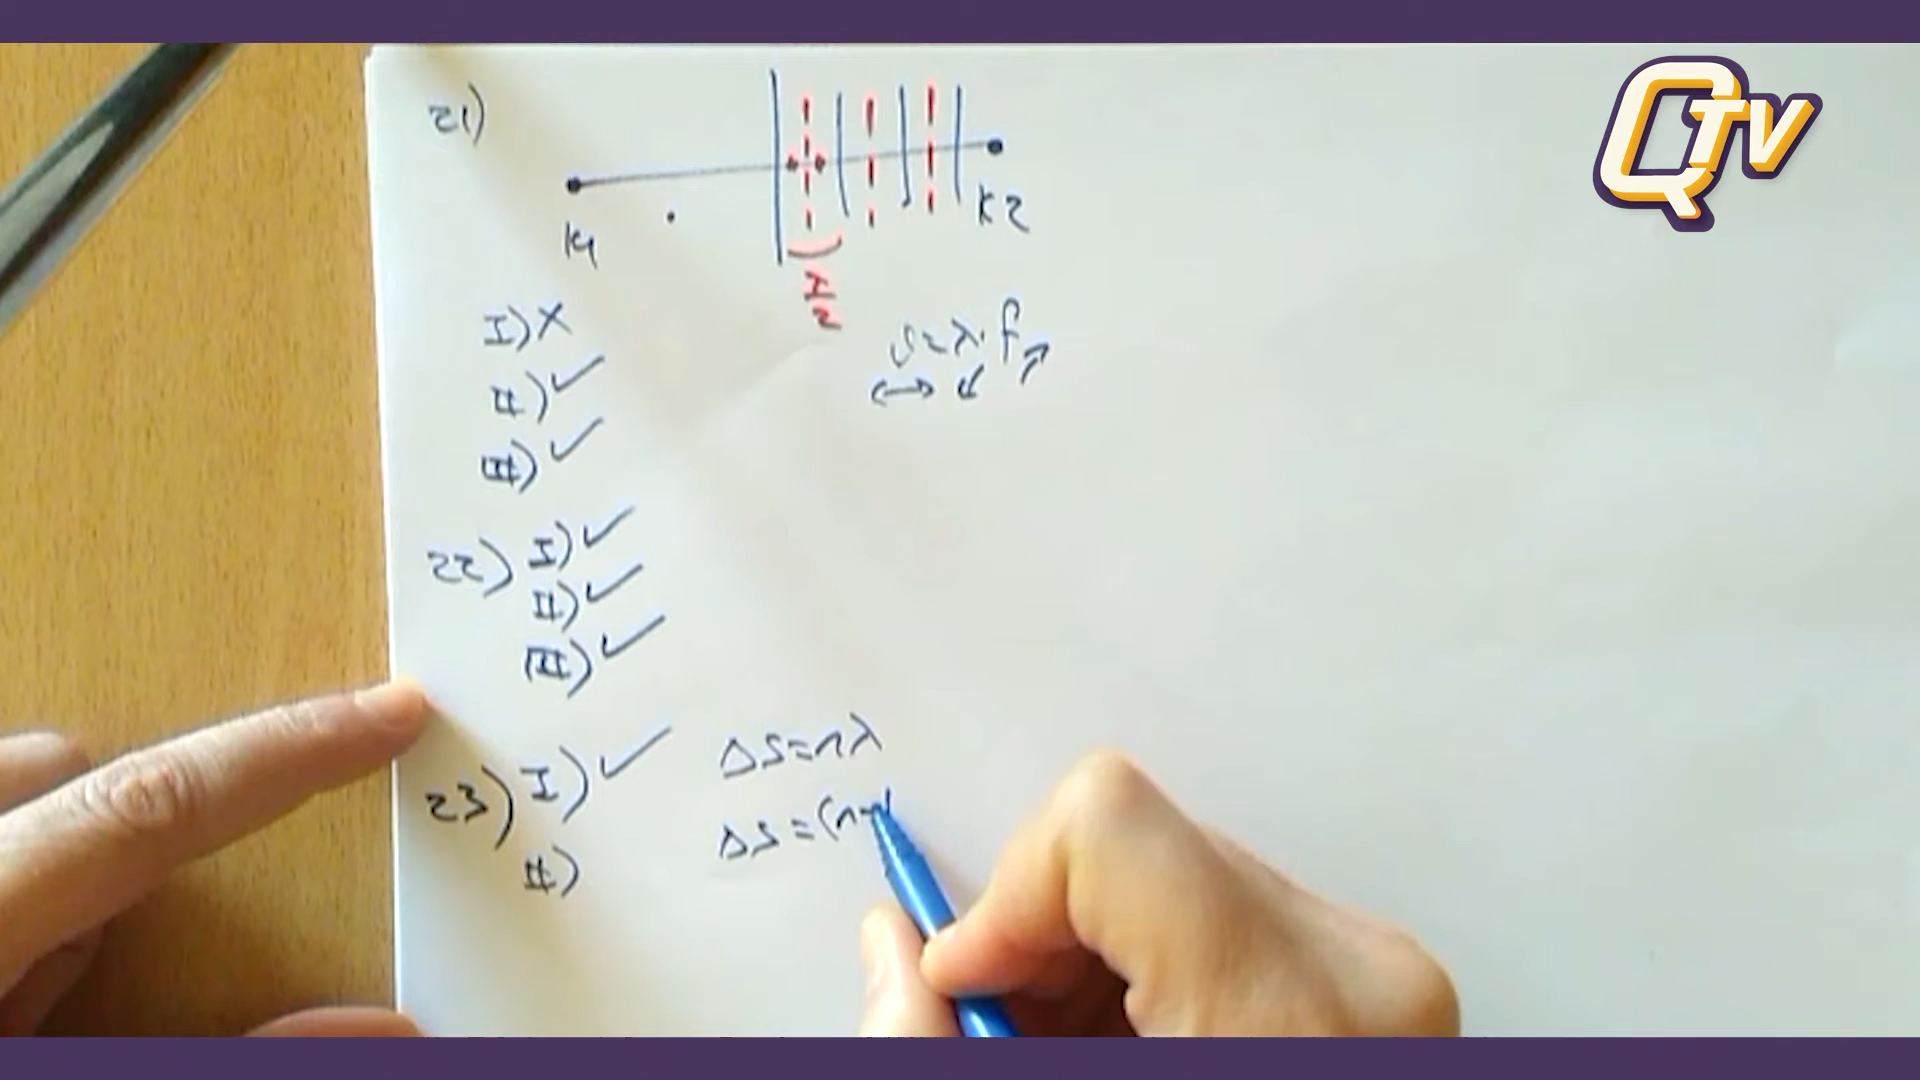 QTV
21)
K1
K2
λ/2
I) X
II) ✓
III) ✓
υ=λ.f
22) I) ✓
II) ✓
III) ✓
23) I) ✓
ΔS=nλ
II)
ΔS=(n-